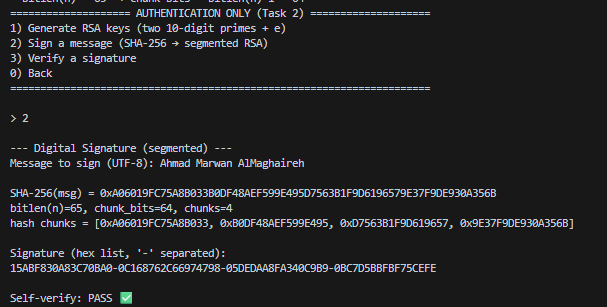 =================== AUTHENTICATION ONLY (Task 2) ===================
1) Generate RSA keys (two 10-digit primes + e)
2) Sign a message (SHA-256 → segmented RSA)
3) Verify a signature
0) Back
======================================================================
> 2
--- Digital Signature (segmented) ---
Message to sign (UTF-8): Ahmad Marwan AlMaghaireh
SHA-256(msg) = 0xA06019FC75A8B033B0DF48AEF599E495D7563B1F9D6196579E37F9DE930A356B
bitlen(n)=65, chunk_bits=64, chunks=4
hash chunks = [0xA06019FC75A8B033, 0xB0DF48AEF599E495, 0xD7563B1F9D619657, 0x9E37F9DE930A356B]
Signature (hex list, '-' separated):
15ABF830A83C70BA0-0C168762C66974798-05DEDAA8FA340C9B9-0BC7D5BBFBF75CEFE
Self-verify: PASS ✅